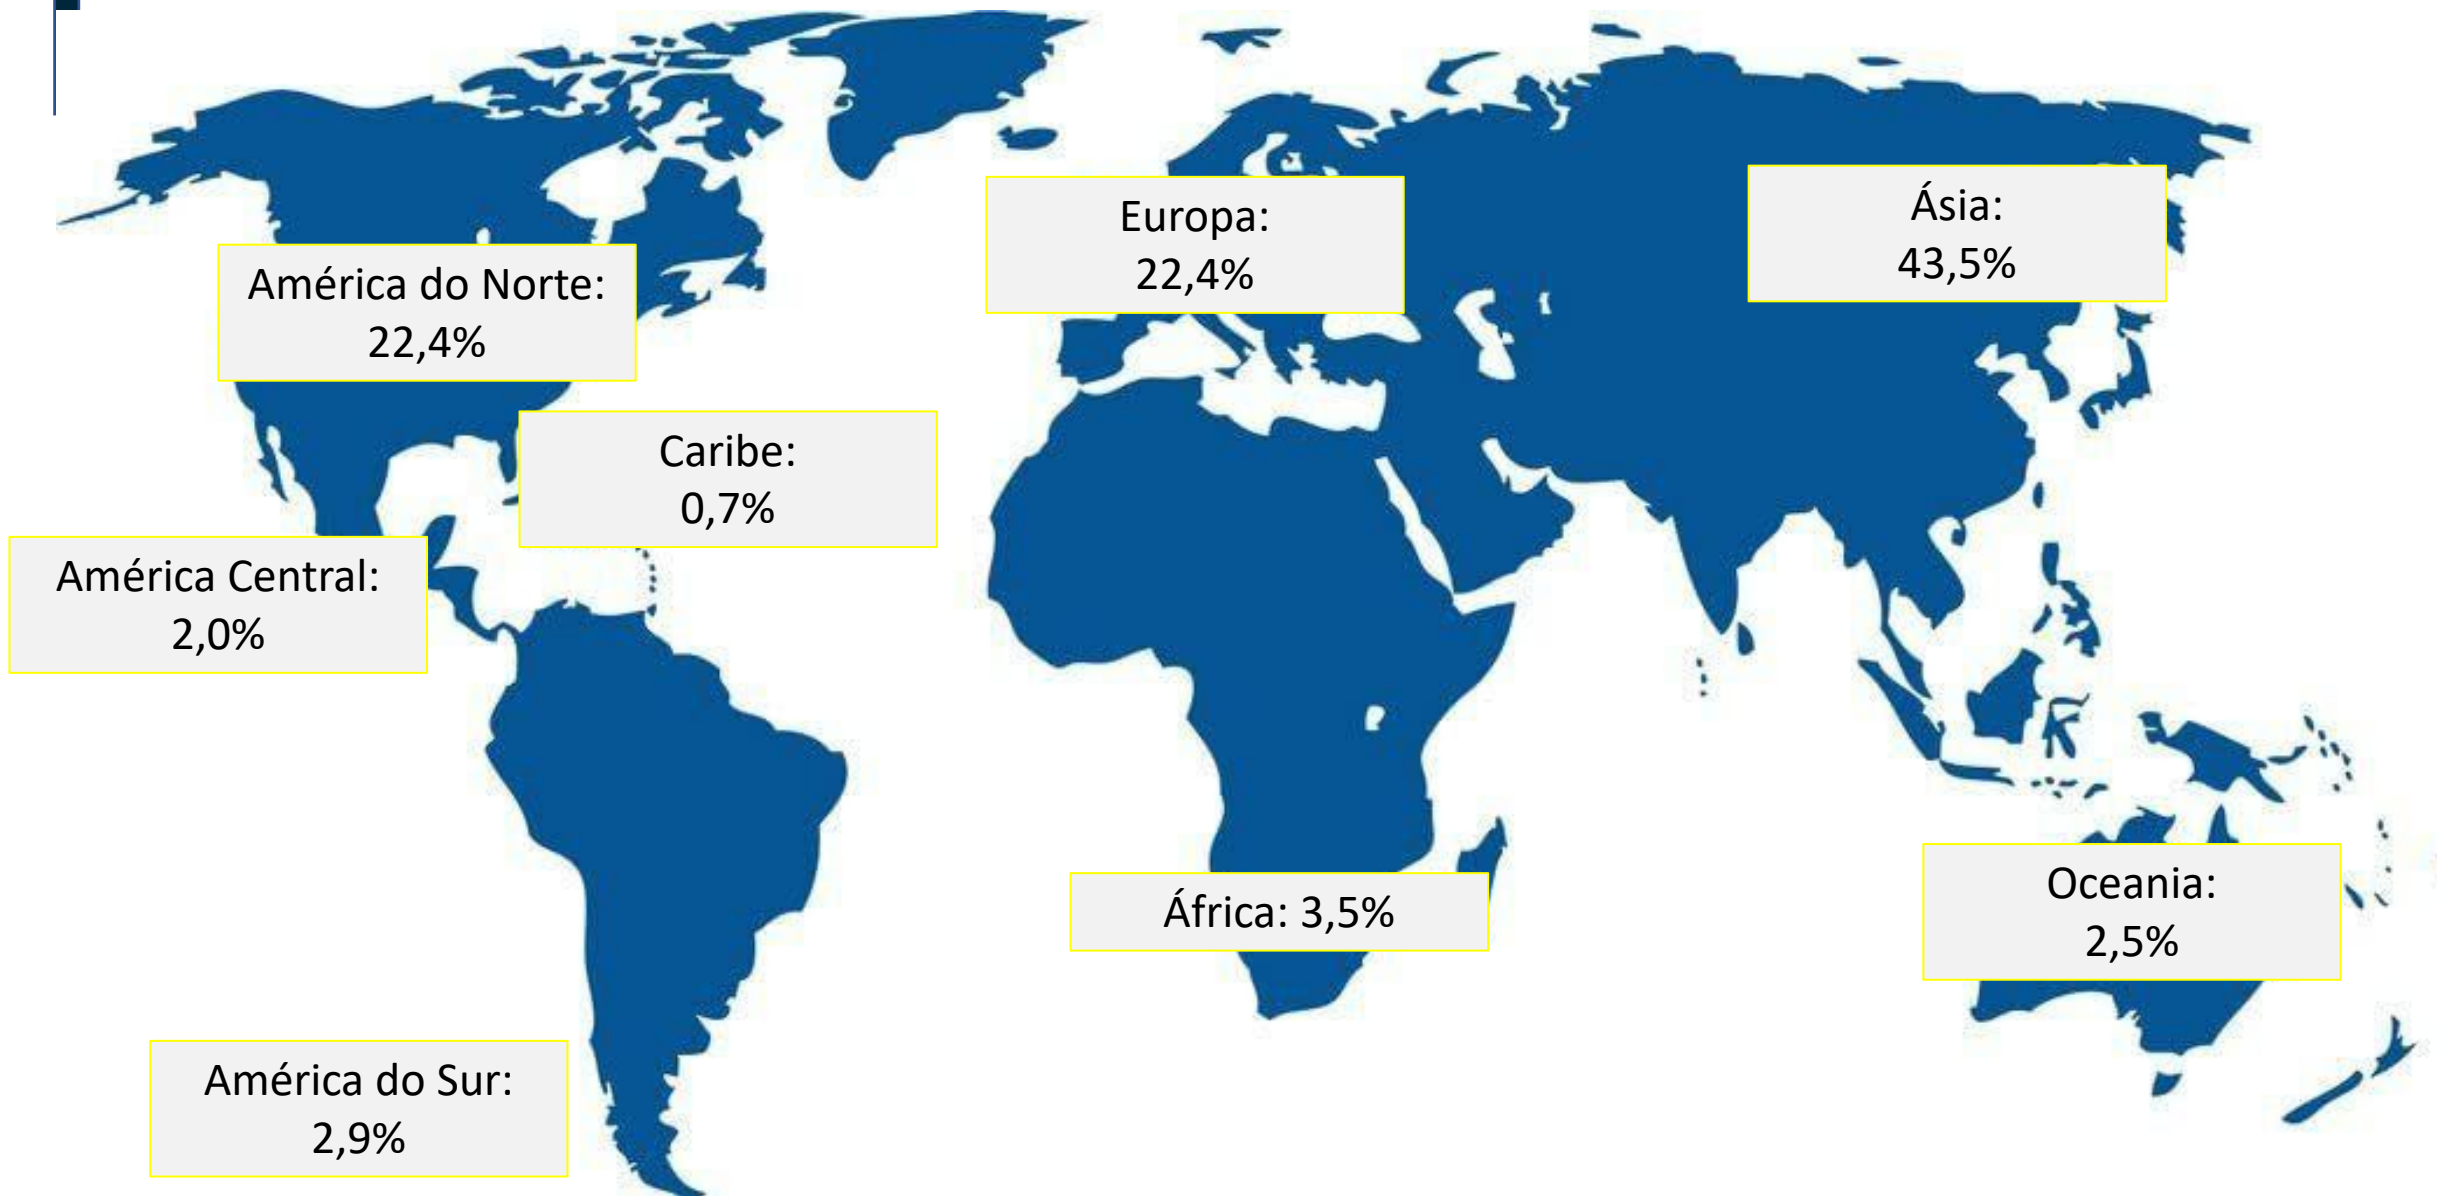 Europa:
22,4%
Ásia:
43,5%
América do Norte:
22,4%
Caribe:
0,7%
América Central:
2,0%
África: 3,5%
Oceania:
2,5%
América do Sur:
2,9%